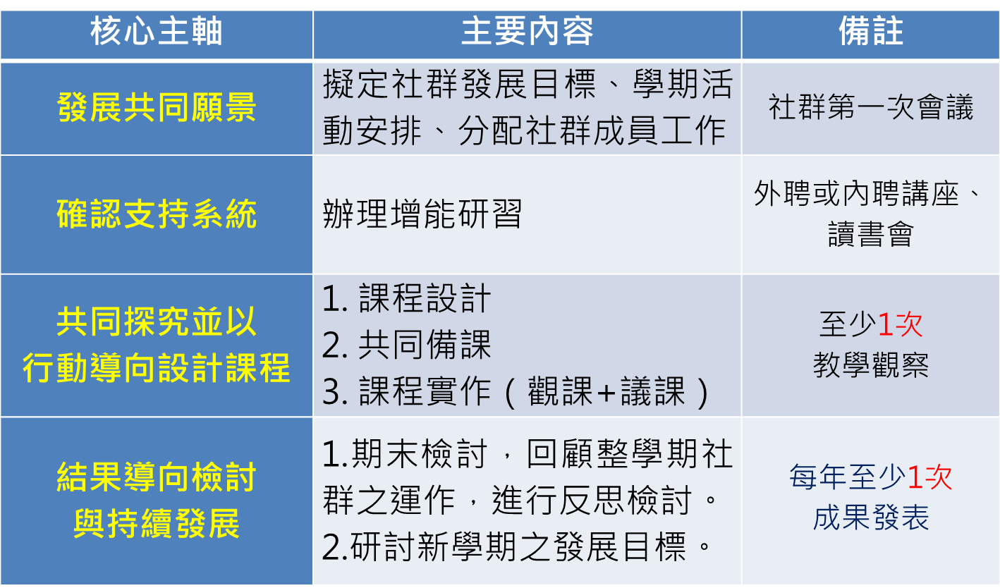 核心主軸
主要內容
備註
發展共同願景
擬定社群發展目標、學期活
動安排、分配社群成員工作
社群第一次會議
確認支持系統
辦理增能研習
外聘或內聘講座、
讀書會
共同探究並以
行動導向設計課程
1. 課程設計
2. 共同備課
3. 課程實作（觀課+議課）
至少1次
教學觀察
結果導向檢討
與持續發展
1.期末檢討，回顧整學期社
群之運作，進行反思檢討。
2.研討新學期之發展目標。
每年至少1次
成果發表